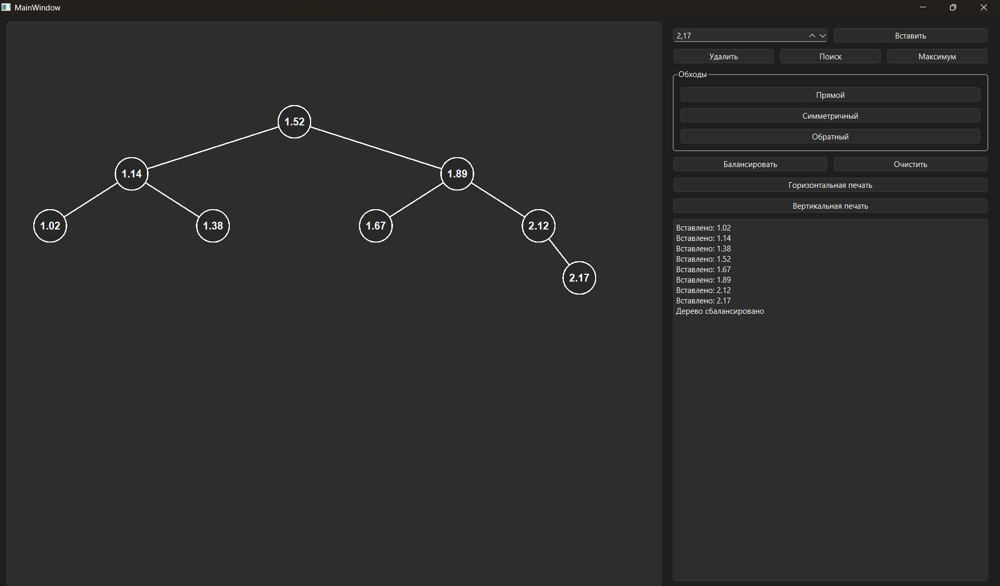 MainWindow
1.52
1.14
1.89
1.02
1.38
1.67
2.12
2.17
2,17
Вставить
Удалить
Поиск
Максимум
Обходы
Прямой
Симметричный
Обратный
Балансировать
Очистить
Горизонтальная печать
Вертикальная печать
Вставлено: 1.02
Вставлено: 1.14
Вставлено: 1.38
Вставлено: 1.52
Вставлено: 1.67
Вставлено: 1.89
Вставлено: 2.12
Вставлено: 2.17
Дерево сбалансировано